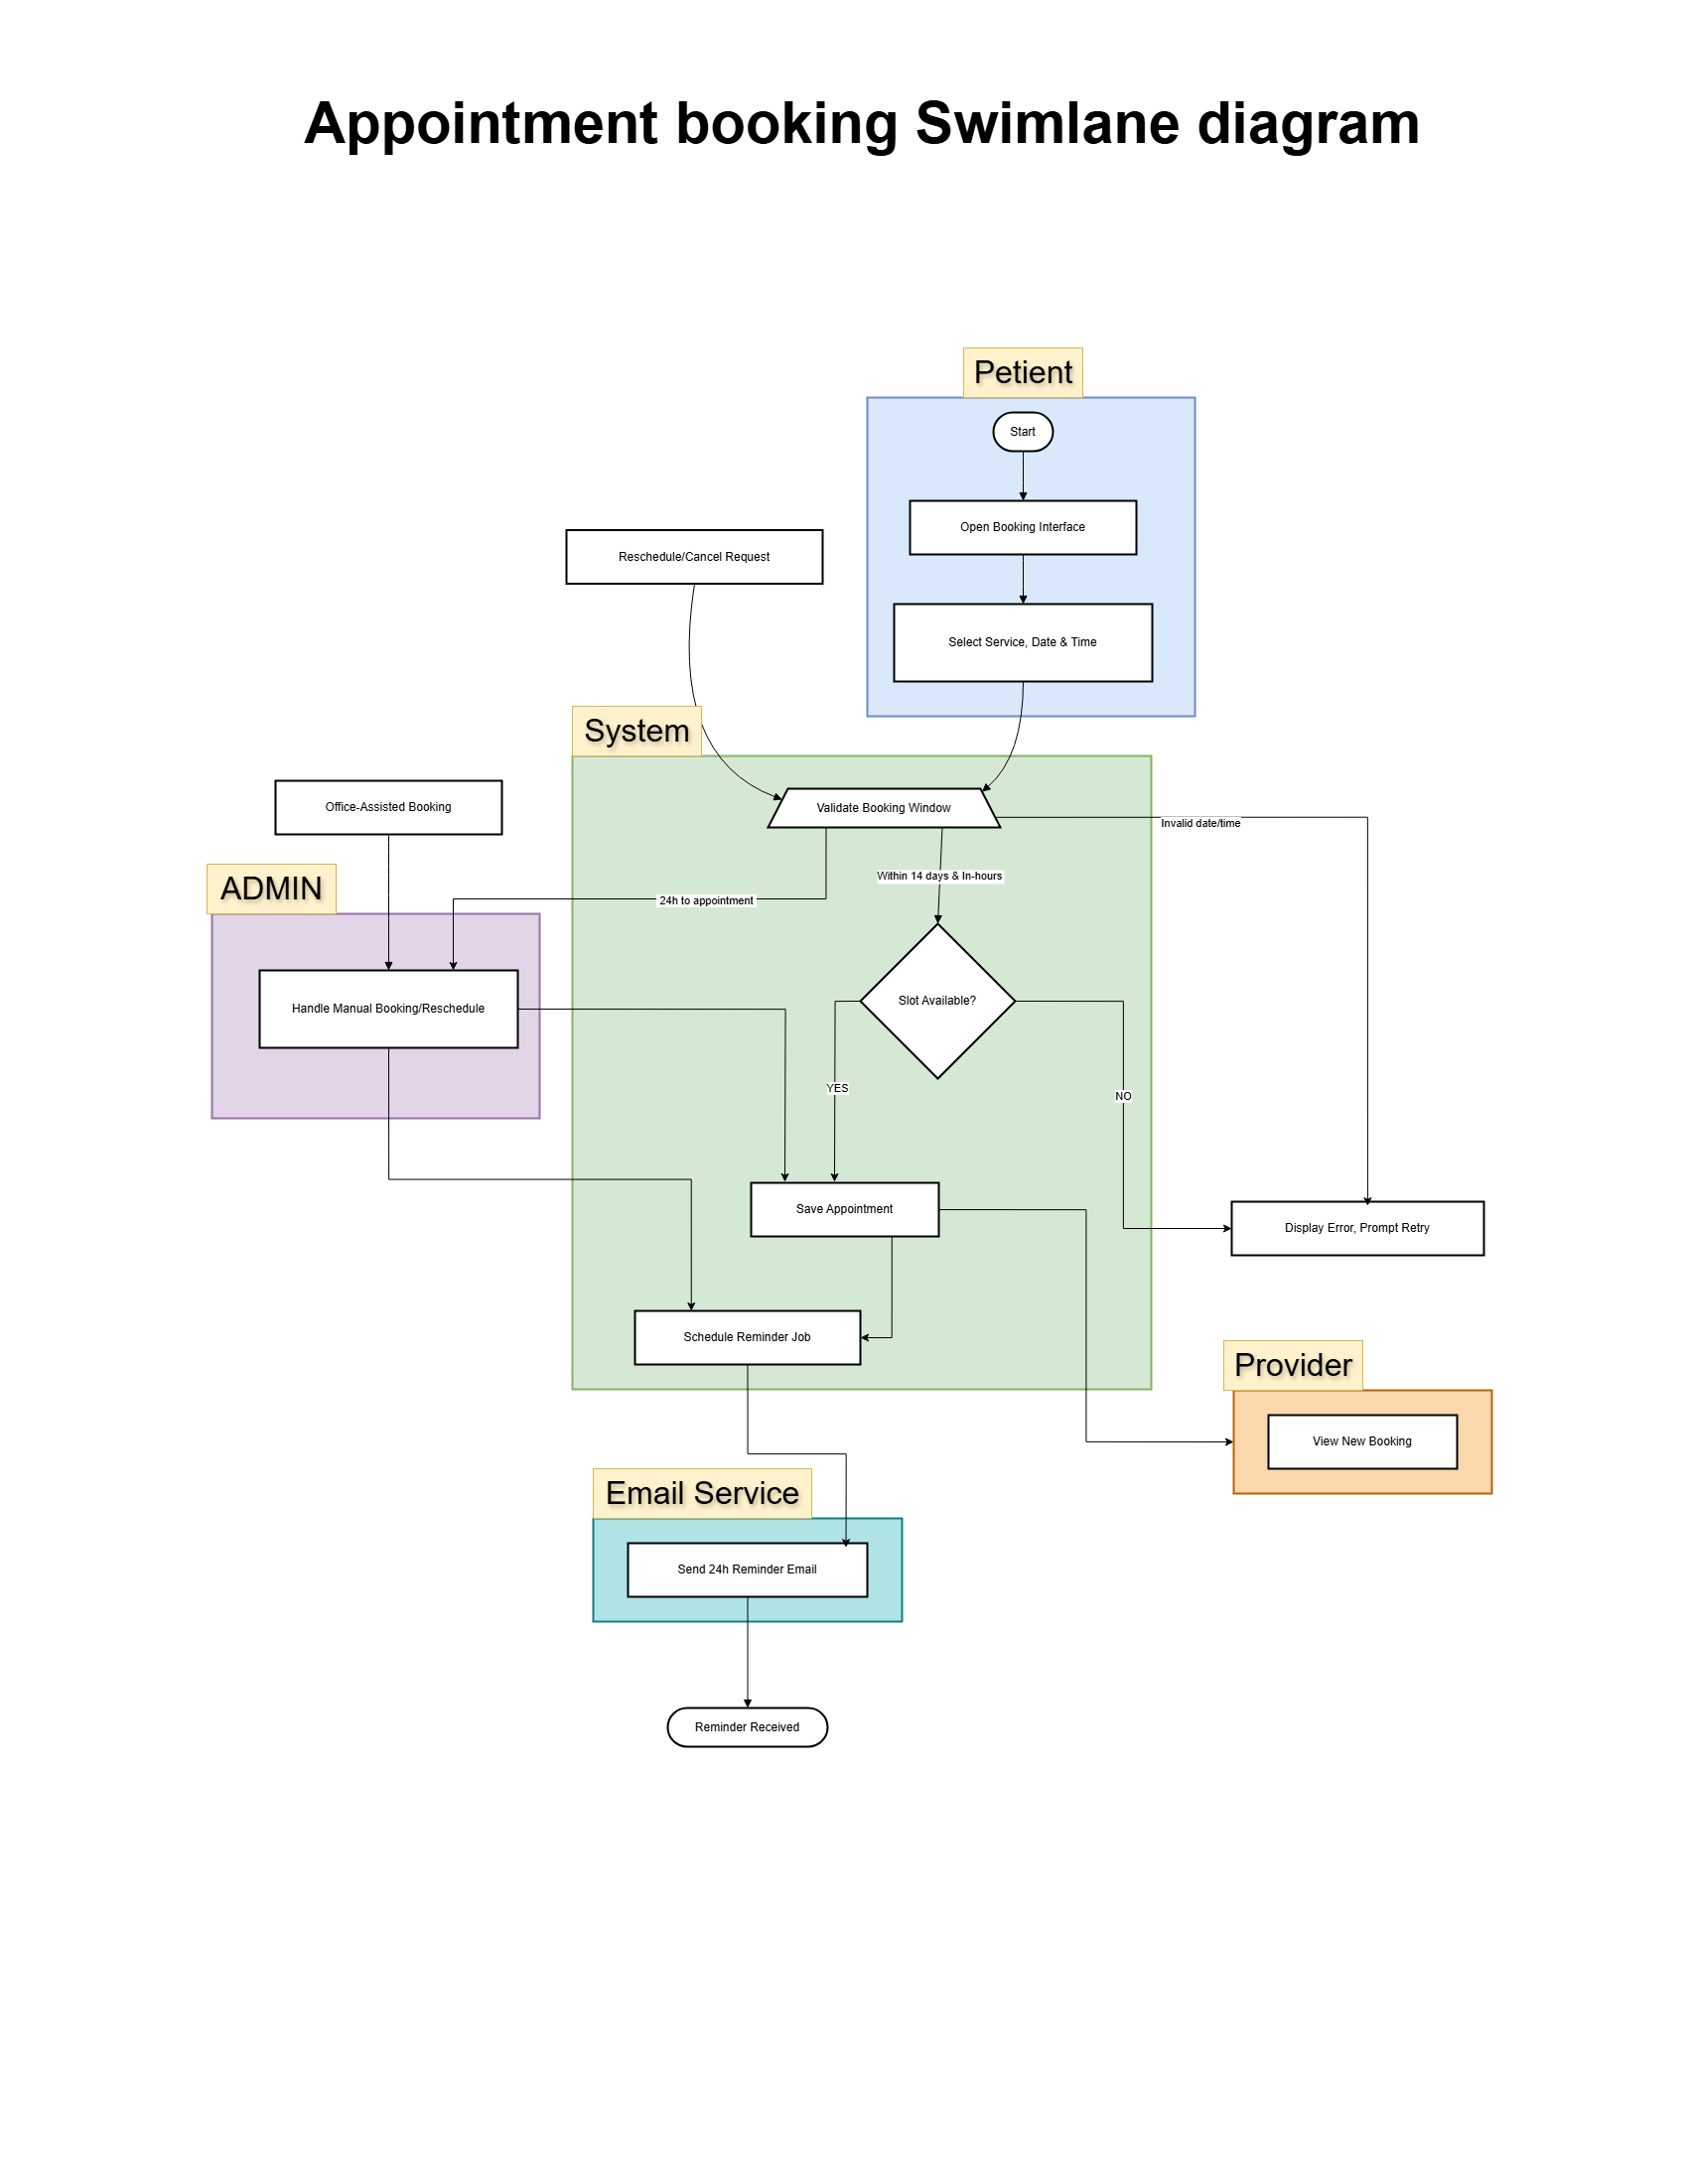 Appointment booking Swimlane diagram
Petient
Start
Open Booking Interface
Reschedule/Cancel Request
Select Service, Date & Time
System
Office-Assisted Booking
Validate Booking Window
Invalid date/time
ADMIN
Within 14 days & In-hours
24h to appointment
Handle Manual Booking/Reschedule
Slot Available?
YES
NO
Save Appointment
Display Error, Prompt Retry
Schedule Reminder Job
Provider
View New Booking
Email Service
Send 24h Reminder Email
Reminder Received